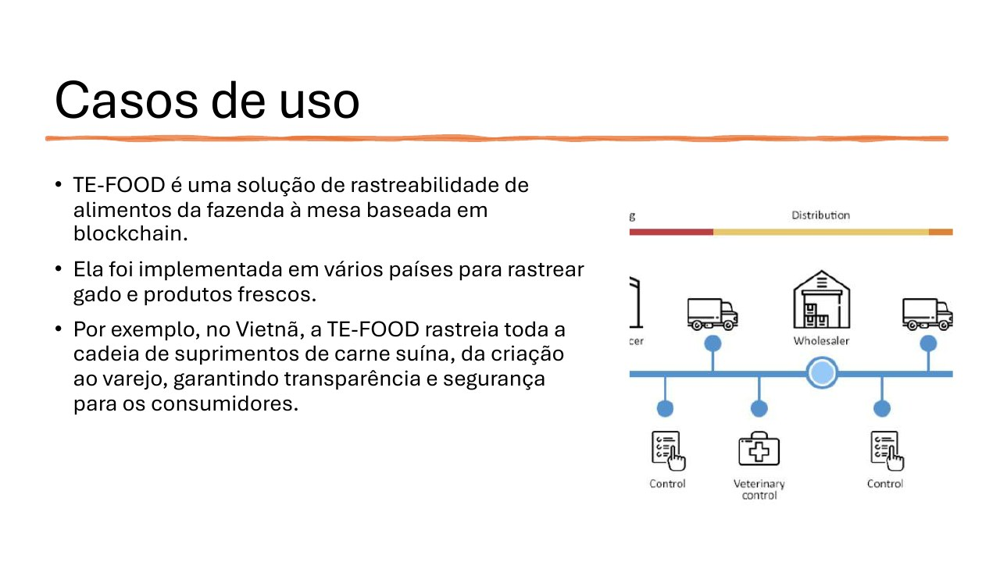 Casos de uso
• TE-FOOD é uma solução de rastreabilidade de
alimentos da fazenda à mesa baseada em
blockchain.
• Ela foi implementada em vários países para rastrear
gado e produtos frescos.
• Por exemplo, no Vietnã, a TE-FOOD rastreia toda a
cadeia de suprimentos de carne suína, da criação
ao varejo, garantindo transparência e segurança
para os consumidores.
g
Distribution
cer
Wholesaler
Control
Veterinary
control
Control